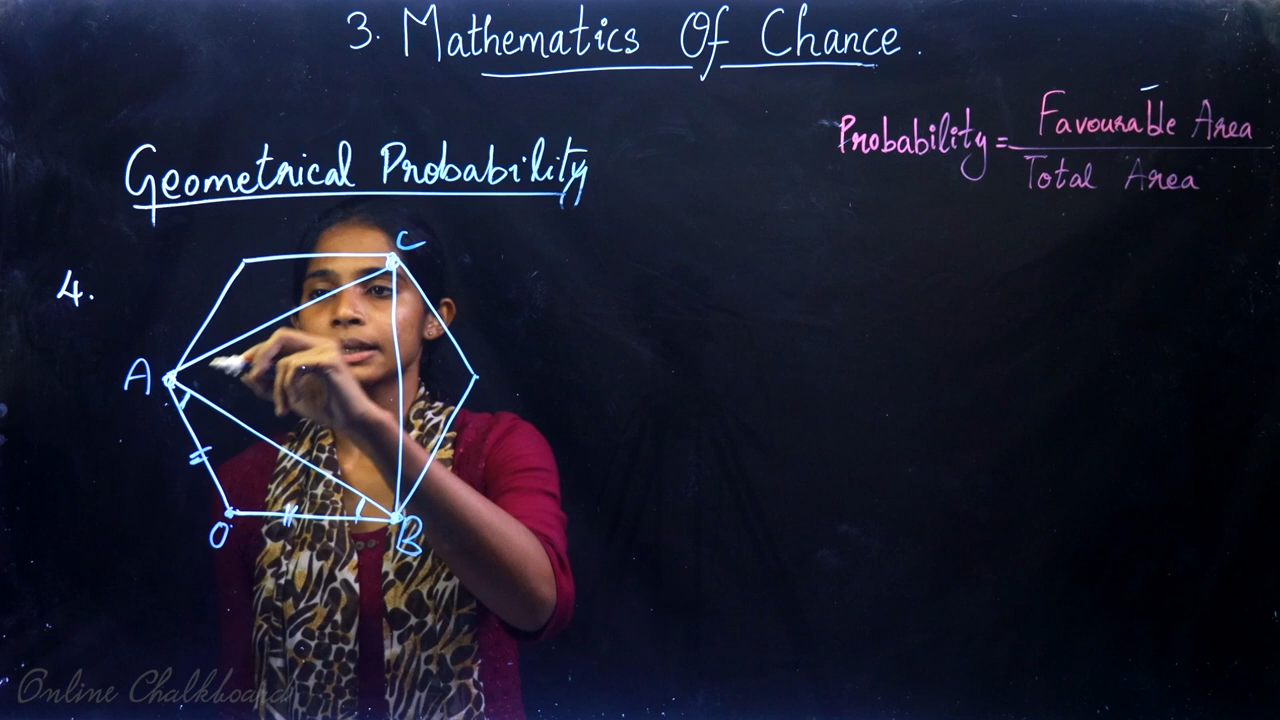 3. Mathematics Of Chance.
Probability = Favourable Area
Total Area
Geometrical Probability
4.
C
A
O
B
Online Chalkboard